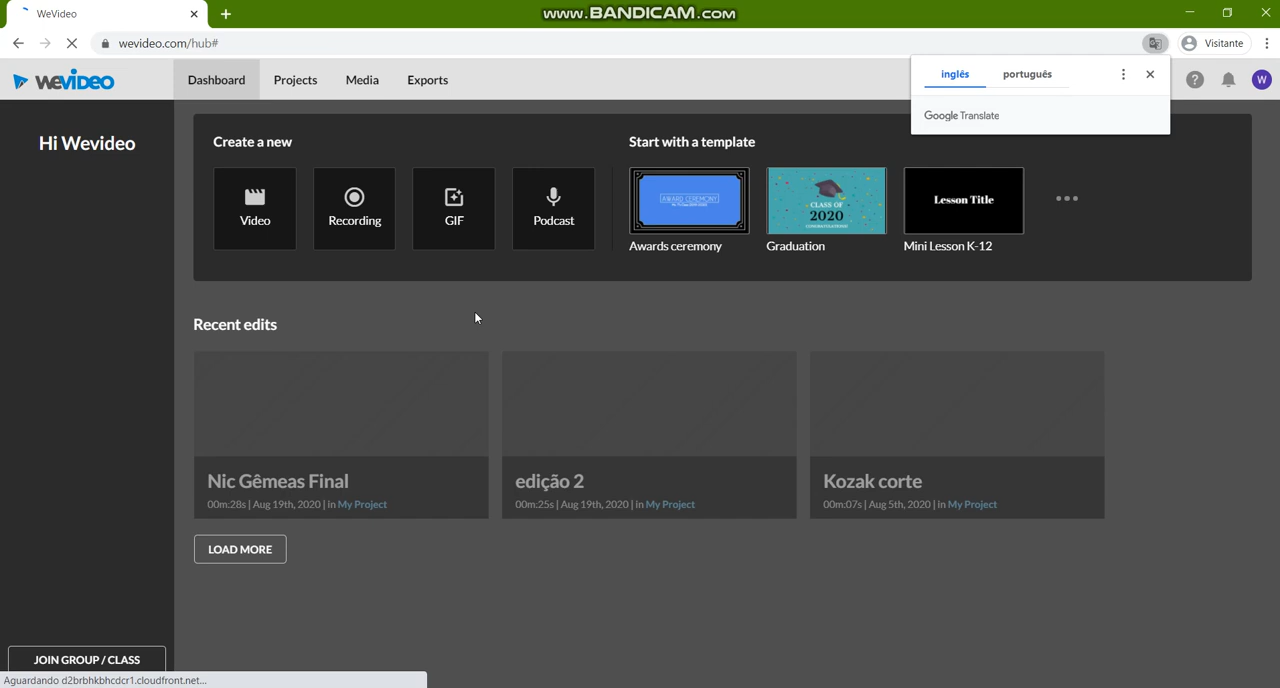 WeVideo
www.BANDICAM.com
wevideo.com/hub#
Visitante
WEVIDEO
Dashboard
Projects
Media
Exports
inglês
português
Google Translate
W
Hi Wevideo
Create a new
Video
Recording
GIF
Podcast
Start with a template
AWARD CEREMONY
Awards ceremony
CLASS OF
2020
CONGRATULATIONS!
Graduation
Lesson Title
Mini Lesson K-12
Recent edits
Nic Gêmeas Final
00m:28s | Aug 19th, 2020 | in My Project
edição 2
00m:25s | Aug 19th, 2020 | in My Project
Kozak corte
00m:07s | Aug 5th, 2020 | in My Project
LOAD MORE
JOIN GROUP / CLASS
Aguardando d2brbhkbhcdcr1.cloudfront.net...